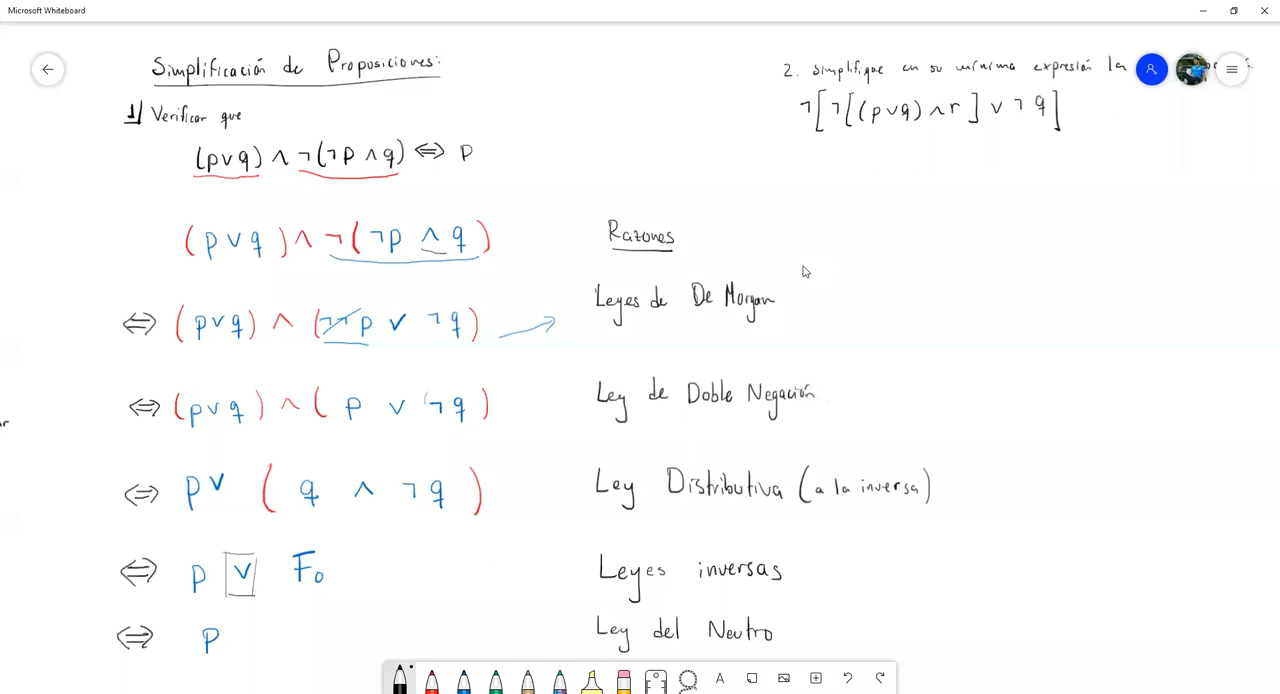 Microsoft Whiteboard
Simplificación de Proposiciones:
1) Verificar que
(p∨q) ∧ ¬(¬p ∧ q) ⇔ p
(p∨q) ∧ ¬(¬p ∧ q)
⇔ (p∨q) ∧ (¬¬p ∨ ¬q)
⇔ (p∨q) ∧ (p ∨ ¬q)
⇔ p∨ (q ∧ ¬q)
⇔ p ∨ F₀
⇔ p
Razones
Leyes de De Morgan
Ley de Doble Negación
Ley Distributiva (a la inversa)
Leyes inversas
Ley del Neutro
2. simplifique en su mínima expresión la
¬[¬[(p∨q) ∧ r] ∨ ¬q]
A